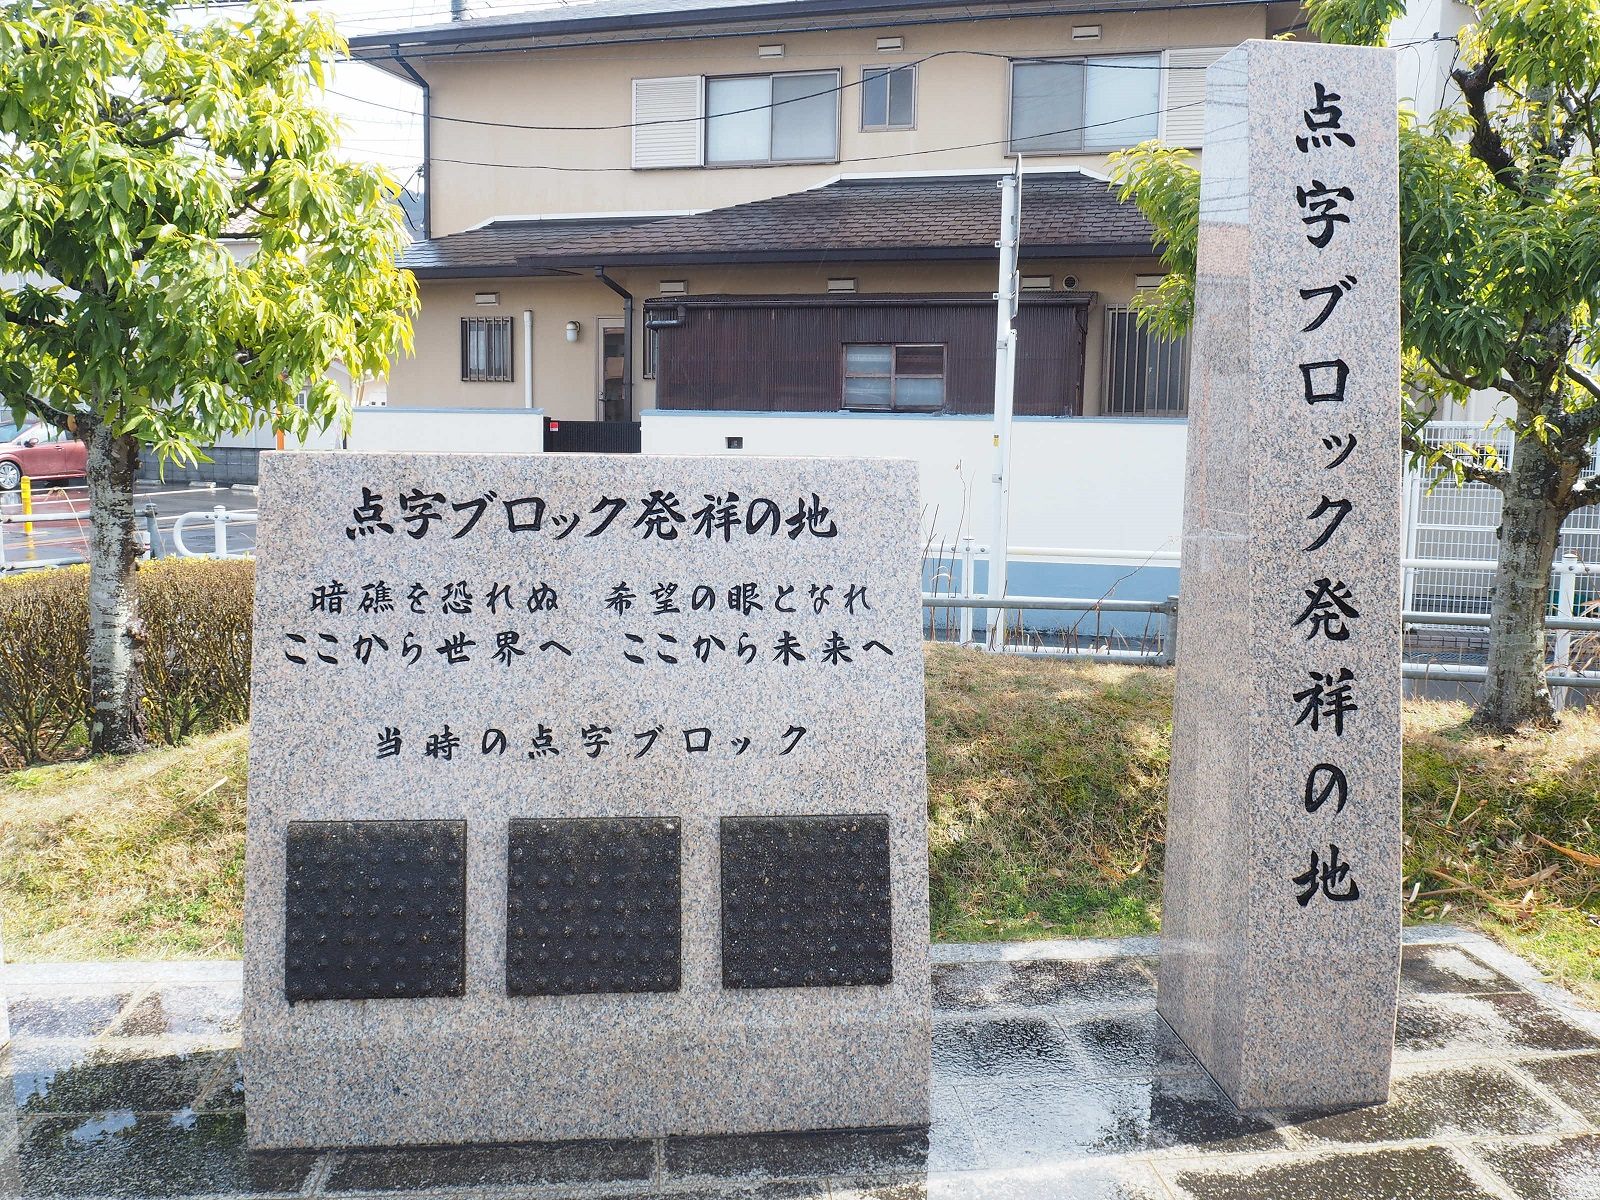 点字ブロック発祥の地
暗礁を恐れぬ　希望の眼となれ
ここから世界へ　ここから未来へ
当時の点字ブロック
点字ブロック発祥の地